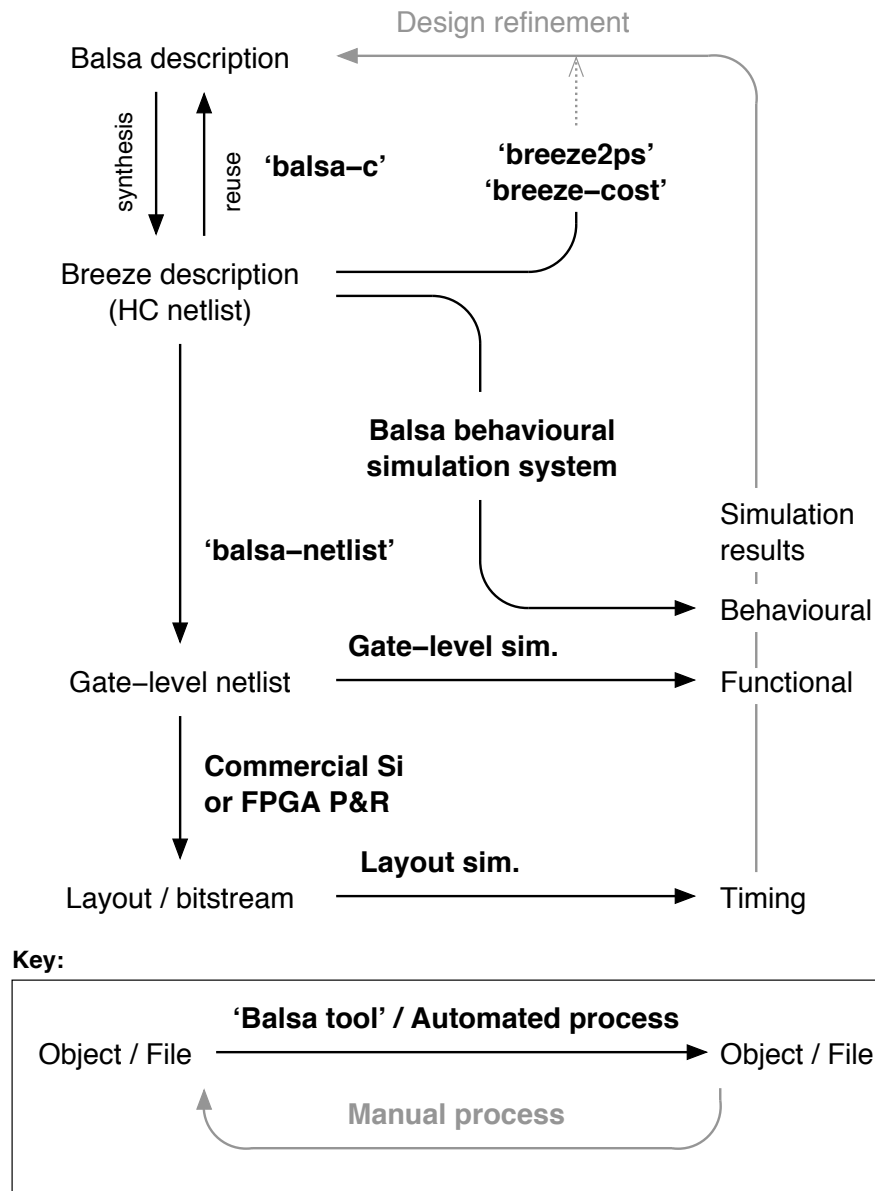 Design refinement
Balsa description
synthesis
reuse
‘balsa–c’
‘breeze2ps’
‘breeze–cost’
Breeze description
(HC netlist)
Balsa behavioural
simulation system
Simulation
results
‘balsa–netlist’
Behavioural
Gate–level sim.
Gate–level netlist
Functional
Commercial Si
or FPGA P&R
Layout sim.
Layout / bitstream
Timing
Key:
‘Balsa tool’ / Automated process
Object / File
Object / File
Manual process